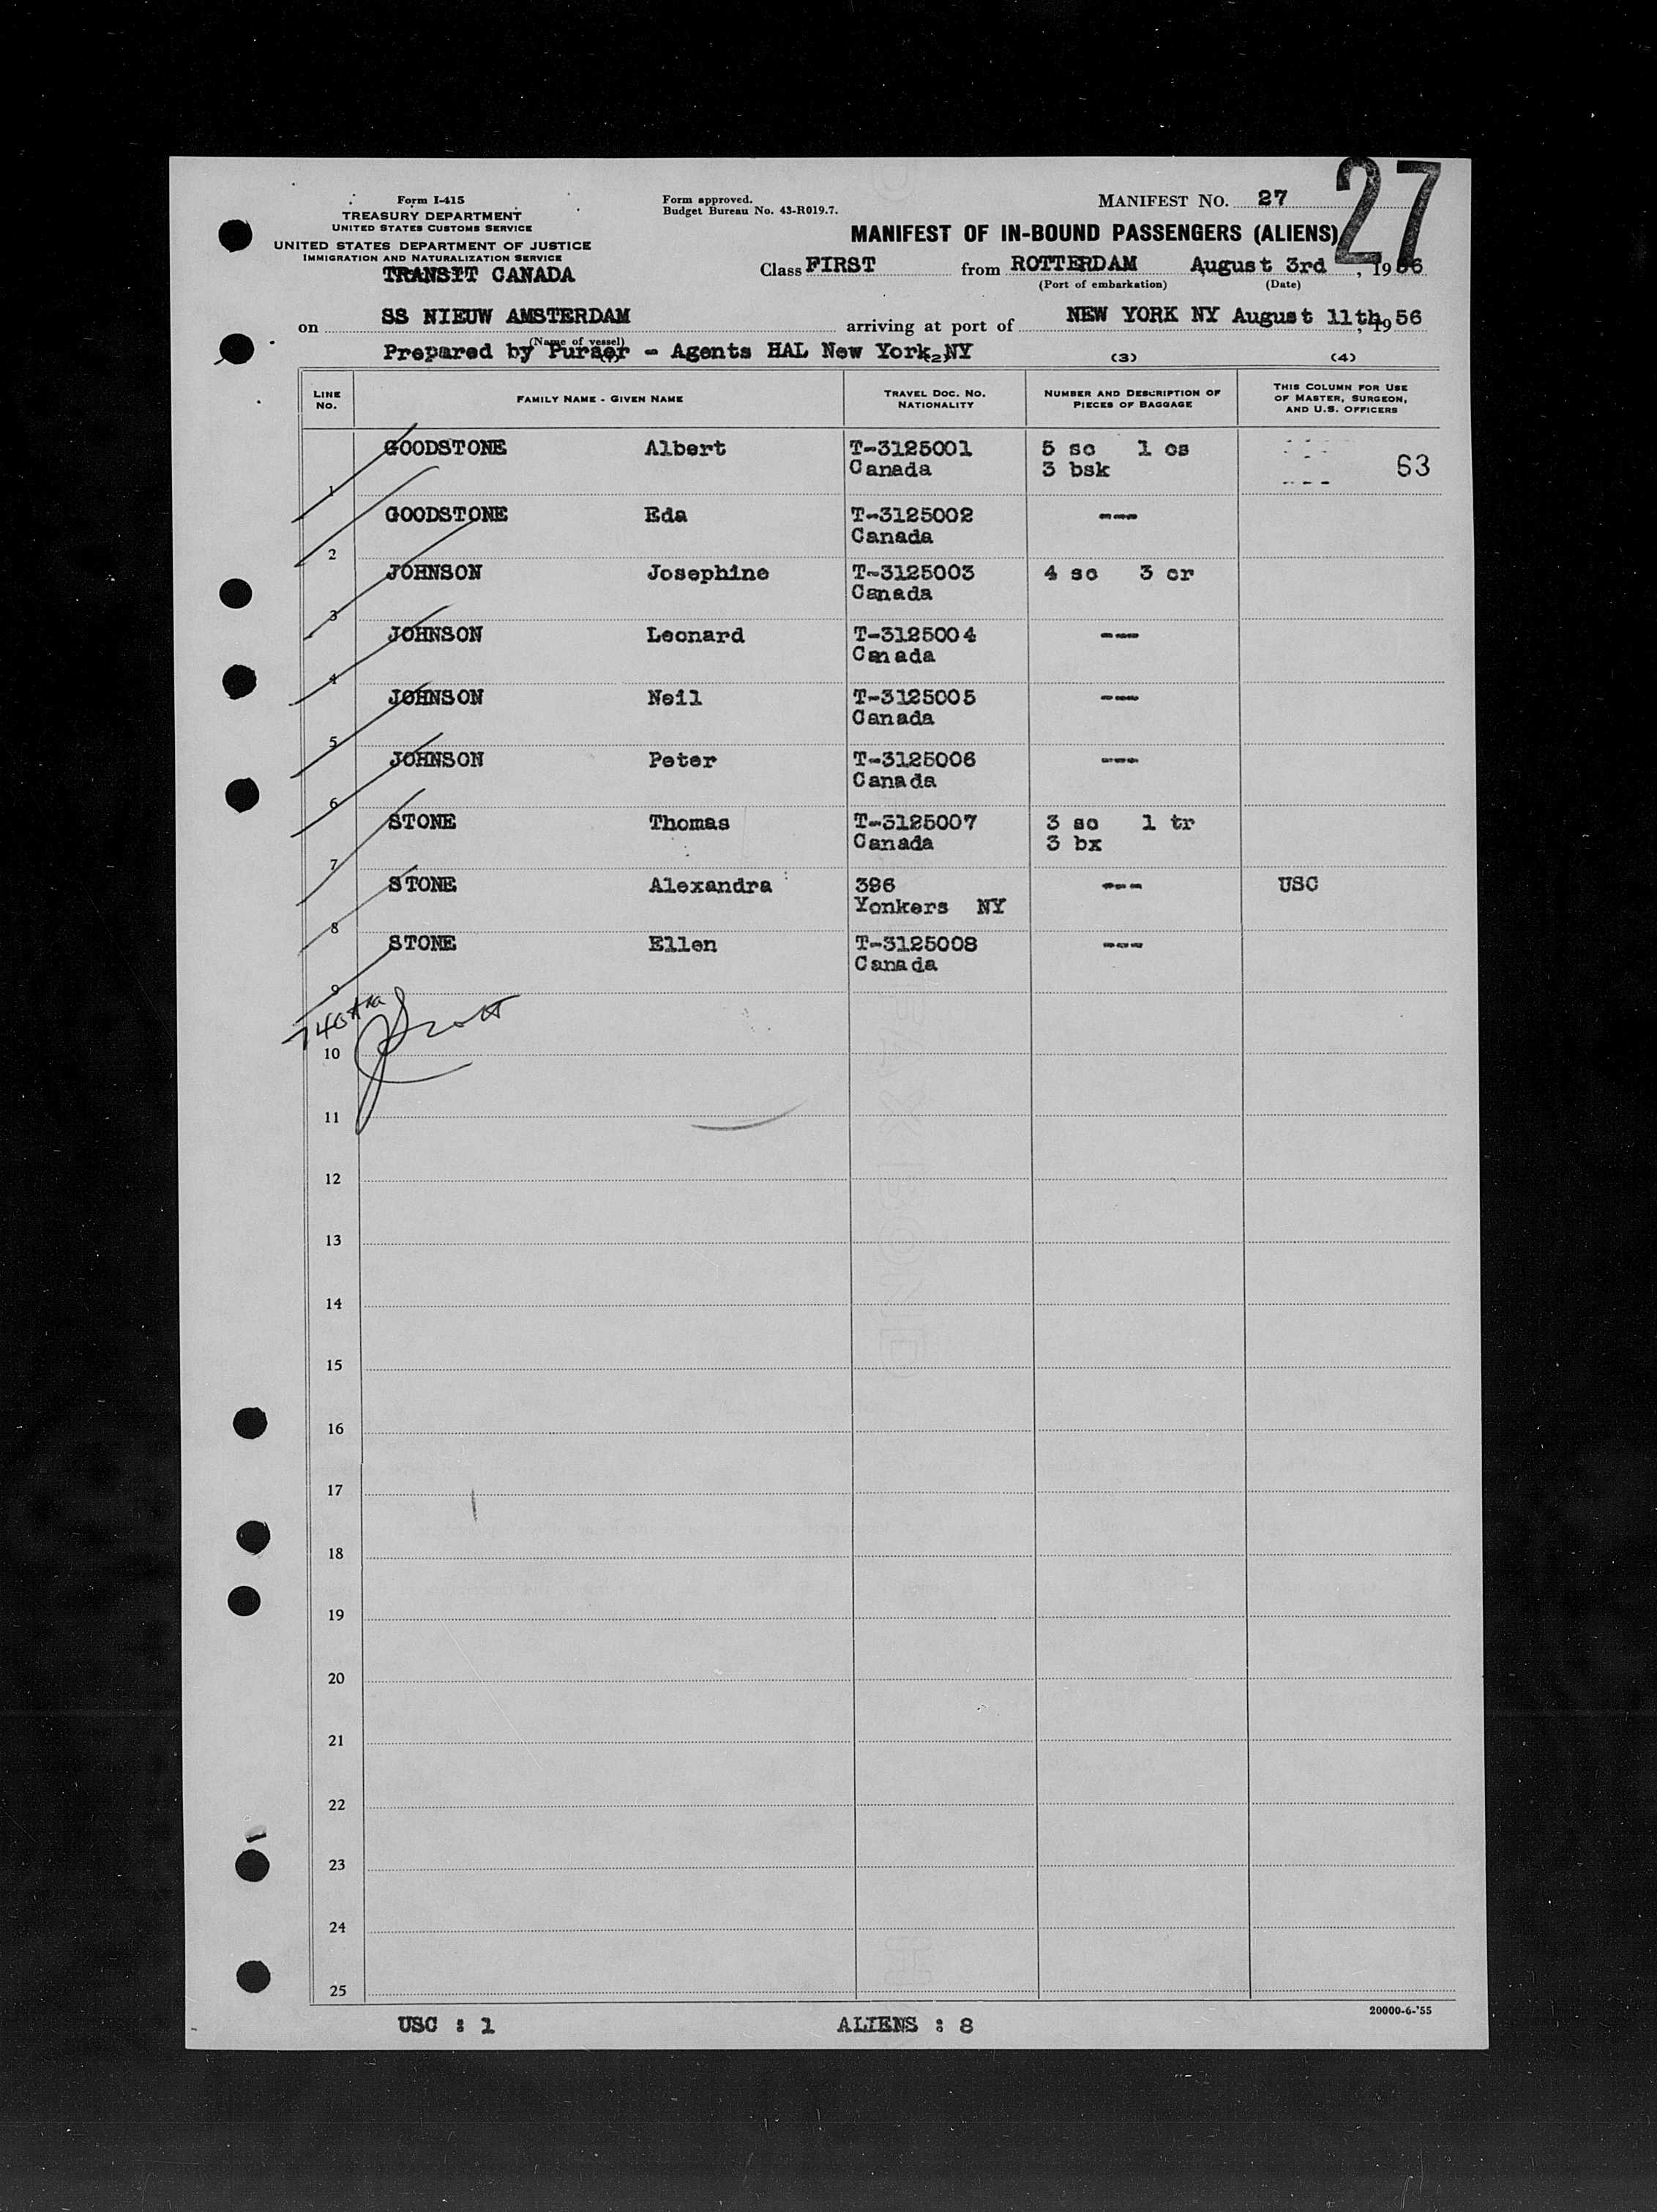 27
Form I-415
TREASURY DEPARTMENT
UNITED STATES CUSTOMS SERVICE
UNITED STATES DEPARTMENT OF JUSTICE
IMMIGRATION AND NATURALIZATION SERVICE
TRANSIT CANADA
Form approved.
Budget Bureau No. 43-R019.7.
MANIFEST NO. 27
MANIFEST OF IN-BOUND PASSENGERS (ALIENS)
Class FIRST from ROTTERDAM August 3rd, 1956
(Port of embarkation) (Date)
on SS NIEUW AMSTERDAM arriving at port of NEW YORK NY August 11th, 1956
(Name of vessel)
Prepared by Purser - Agents HAL New York, NY
(1) (2) (3) (4)
LINE NO. FAMILY NAME - GIVEN NAME TRAVEL DOC. NO. NATIONALITY NUMBER AND DESCRIPTION OF PIECES OF BAGGAGE THIS COLUMN FOR USE OF MASTER, SURGEON, AND U.S. OFFICERS
GOODSTONE Albert T-3125001 5 sc 1 cs
1 Canada 3 bsk 63
GOODSTONE Eda T-3125002 ---
2 Canada
JOHNSON Josephine T-3125003 4 sc 3 cr
3 Canada
JOHNSON Leonard T-3125004 ---
4 Canada
JOHNSON Neil T-3125005 ---
5 Canada
JOHNSON Peter T-3125006 ---
6 Canada
STONE Thomas T-3125007 3 sc 1 tr
7 Canada 3 bx
STONE Alexandra 396 --- USC
8 Yonkers NY
STONE Ellen T-3125008 ---
9 Canada
10
11
12
13
14
15
16
17
18
19
20
21
22
23
24
25
20000-6-'55
USC : 1 ALIENS : 8